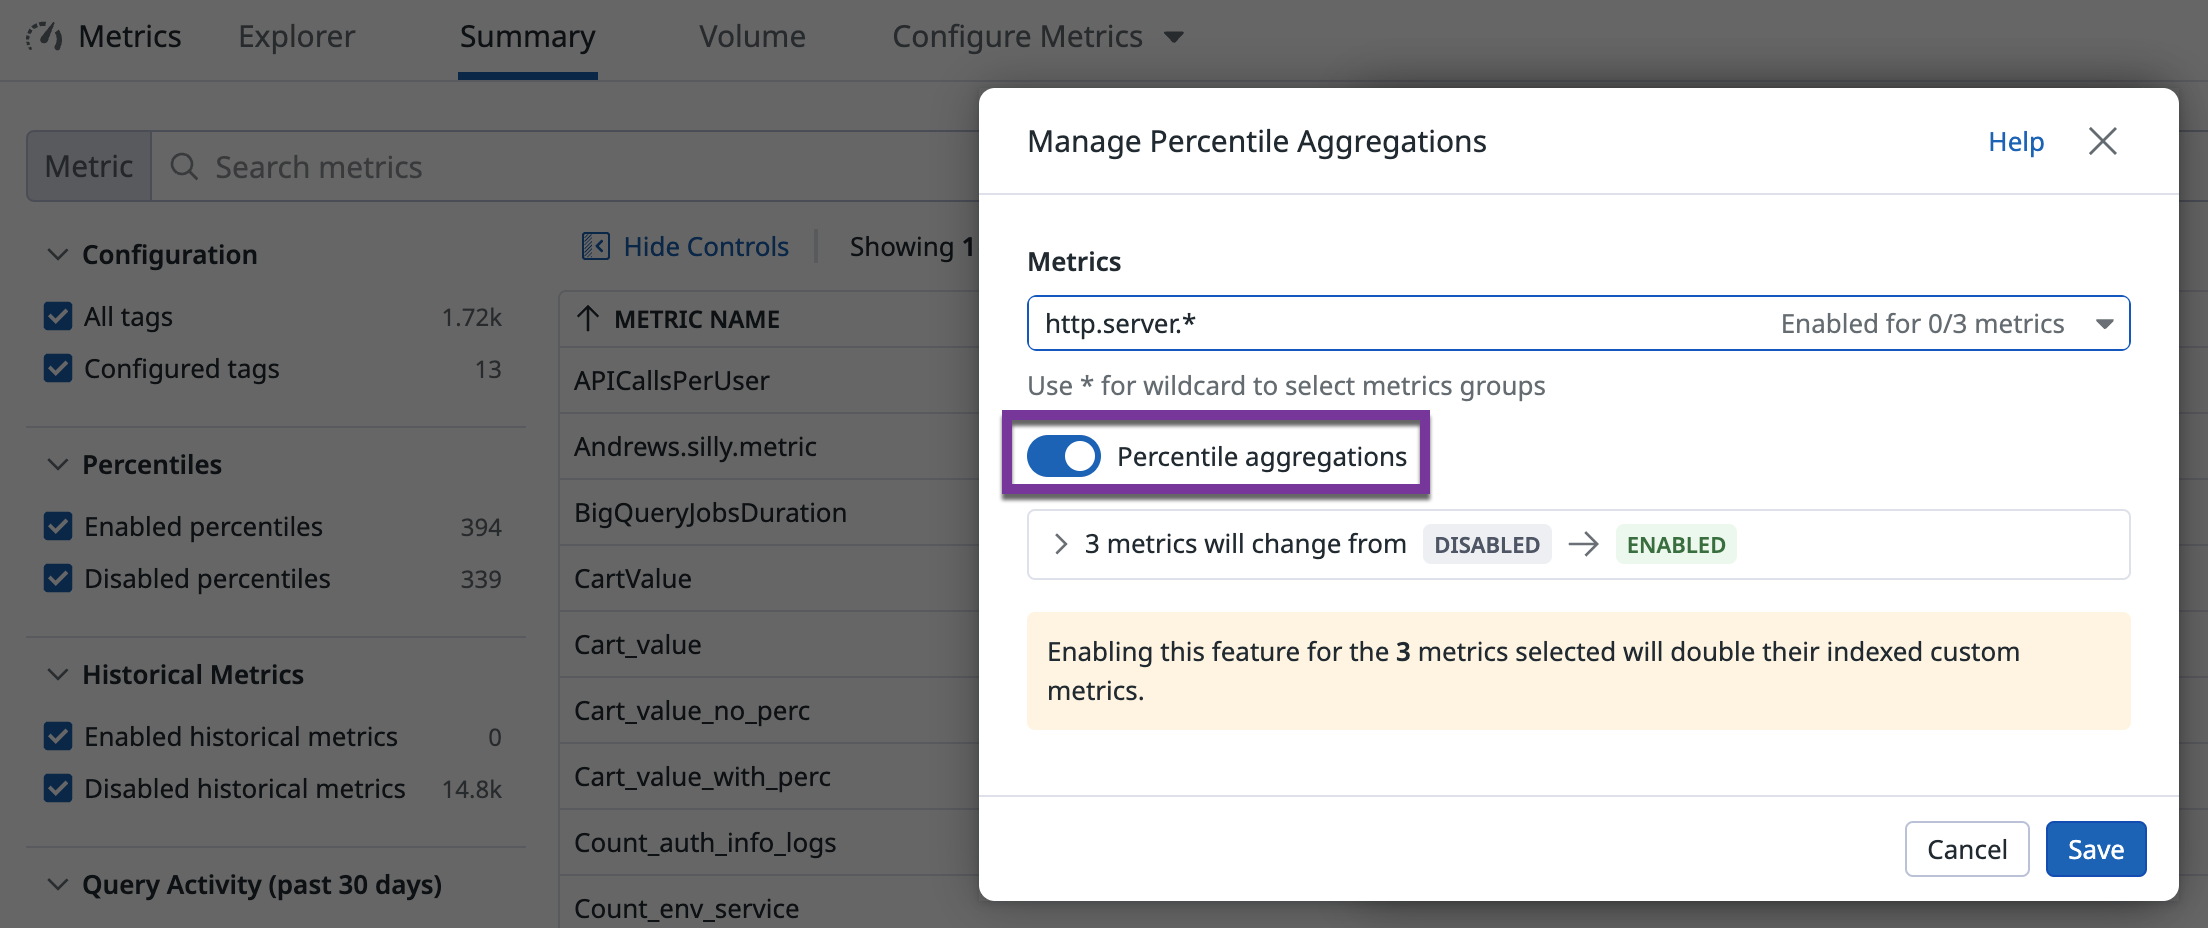 Metrics Explorer Summary Volume Configure Metrics
Metric Search metrics
Configuration
All tags 1.72k
Configured tags 13
Percentiles
Enabled percentiles 394
Disabled percentiles 339
Historical Metrics
Enabled historical metrics 0
Disabled historical metrics 14.8k
Query Activity (past 30 days)
Hide Controls Showing 1
METRIC NAME
APICallsPerUser
Andrews.silly.metric
BigQueryJobsDuration
CartValue
Cart_value
Cart_value_no_perc
Cart_value_with_perc
Count_auth_info_logs
Count_env_service
Manage Percentile Aggregations Help
Metrics
http.server.* Enabled for 0/3 metrics
Use * for wildcard to select metrics groups
Percentile aggregations
3 metrics will change from DISABLED → ENABLED
Enabling this feature for the 3 metrics selected will double their indexed custom
metrics.
Cancel Save